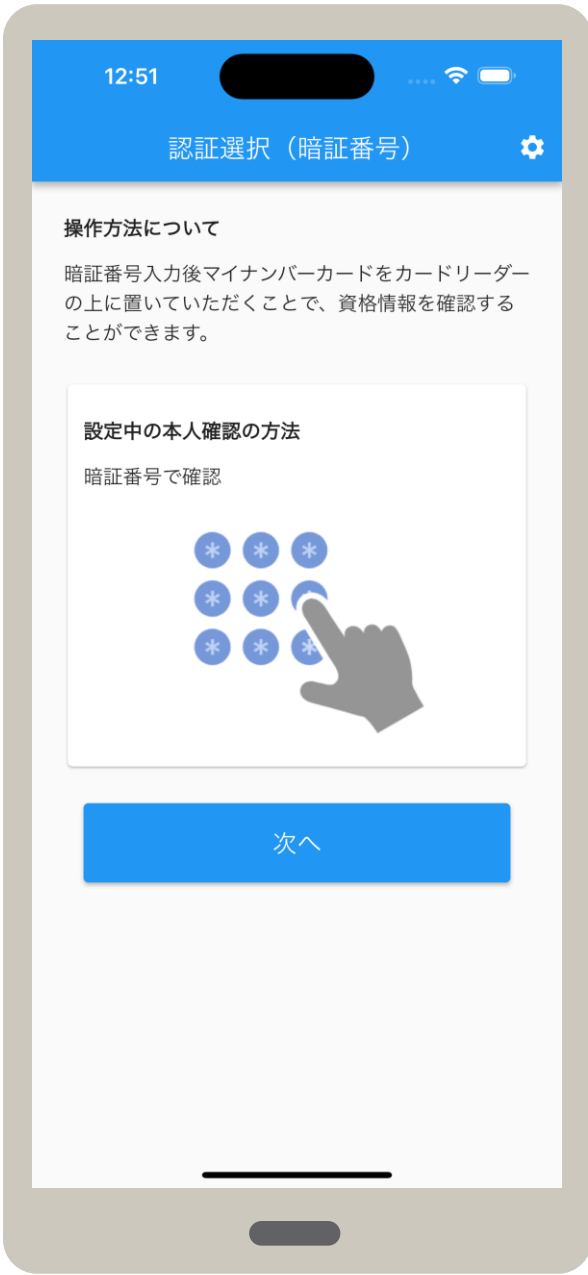 12:51
認証選択（暗証番号）
操作方法について
暗証番号入力後マイナンバーカードをカードリーダー
の上に置いていただくことで、資格情報を確認する
ことができます。
設定中の本人確認の方法
暗証番号で確認
* * *
* * *
* * *
次へ